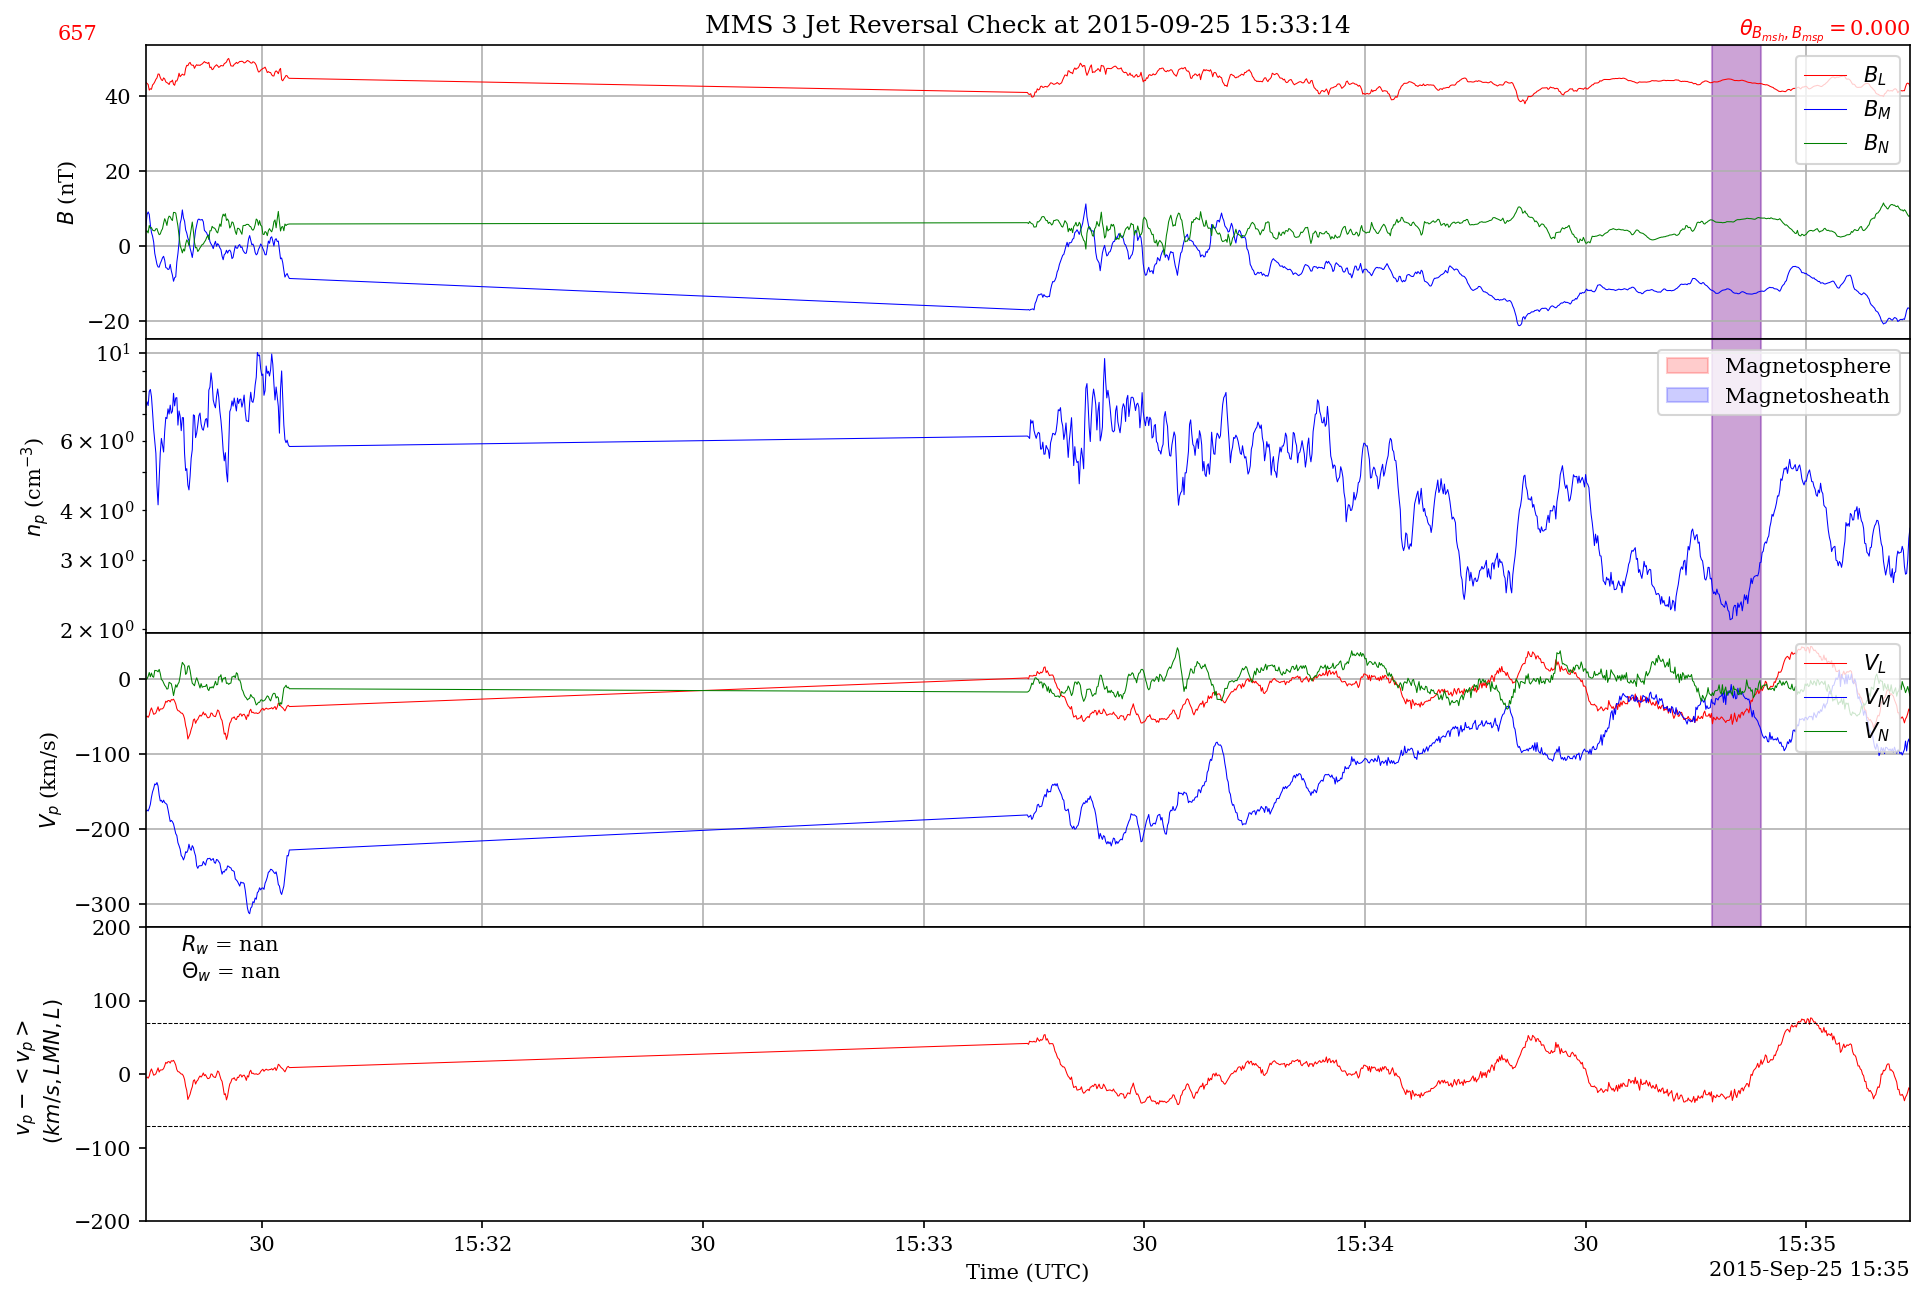 657
MMS 3 Jet Reversal Check at 2015-09-25 15:33:14
θ_{B_{msh}, B_{msp}} = 0.000
B (nT)
40
20
0
−20
B_L
B_M
B_N
n_p (cm^{−3})
10^1
6 × 10^0
4 × 10^0
3 × 10^0
2 × 10^0
Magnetosphere
Magnetosheath
V_p (km/s)
0
−100
−200
−300
V_L
V_M
V_N
v_p − < v_p >
(km/s, LMN, L)
200
100
0
−100
−200
R_w = nan
Θ_w = nan
30 15:32 30 15:33 30 15:34 30 15:35
Time (UTC)
2015-Sep-25 15:35